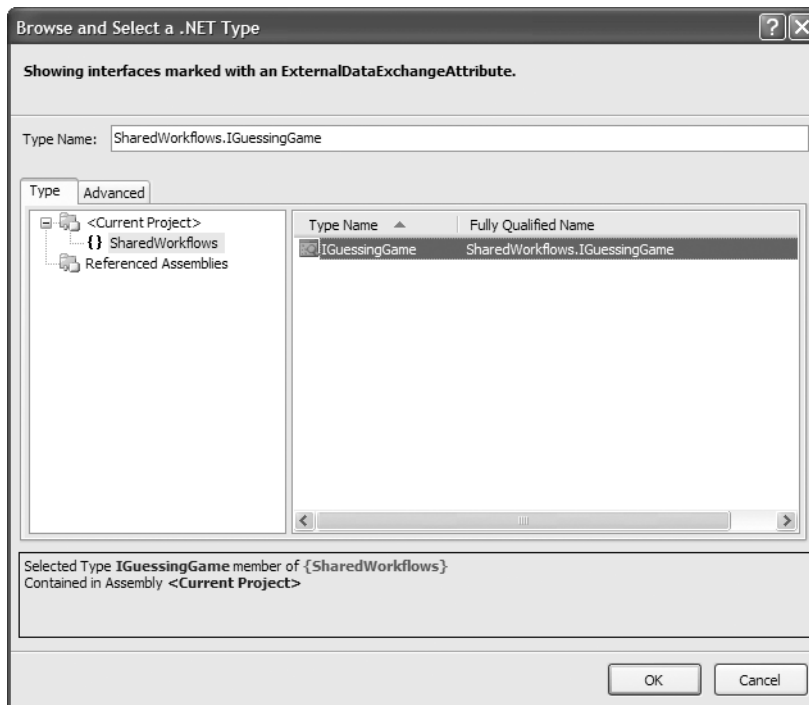 Browse and Select a .NET Type
Showing interfaces marked with an ExternalDataExchangeAttribute.
Type Name: SharedWorkflows.IGuessingGame
Type Advanced
<Current Project>
{} SharedWorkflows
Referenced Assemblies
Type Name Fully Qualified Name
IGuessingGame SharedWorkflows.IGuessingGame
Selected Type IGuessingGame member of {SharedWorkflows}
Contained in Assembly <Current Project>
OK Cancel